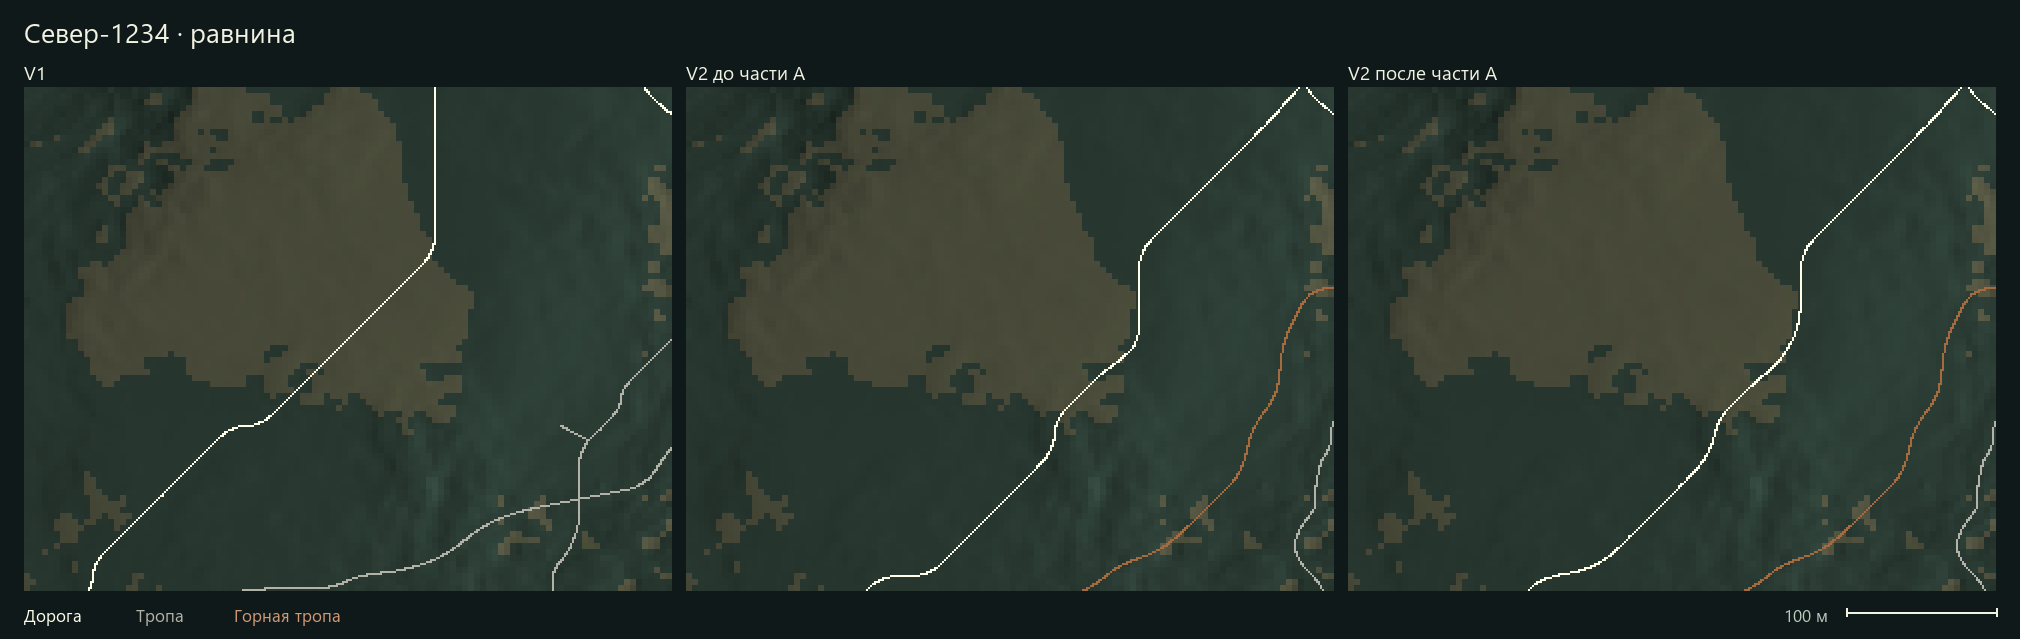 Север-1234 · равнина
V1
V2 до части A
V2 после части A
Дорога
Тропа
Горная тропа
100 м